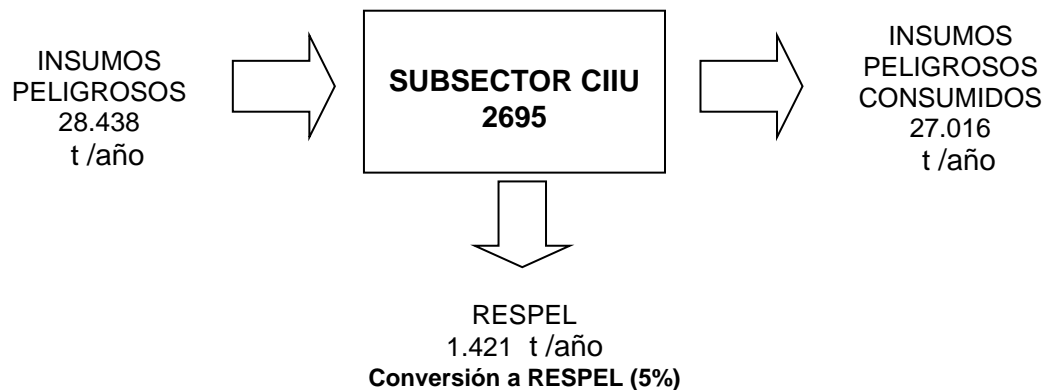 INSUMOS
PELIGROSOS
28.438
t /año
SUBSECTOR CIIU
2695
INSUMOS
PELIGROSOS
CONSUMIDOS
27.016
t /año
RESPEL
1.421 t /año
Conversión a RESPEL (5%)